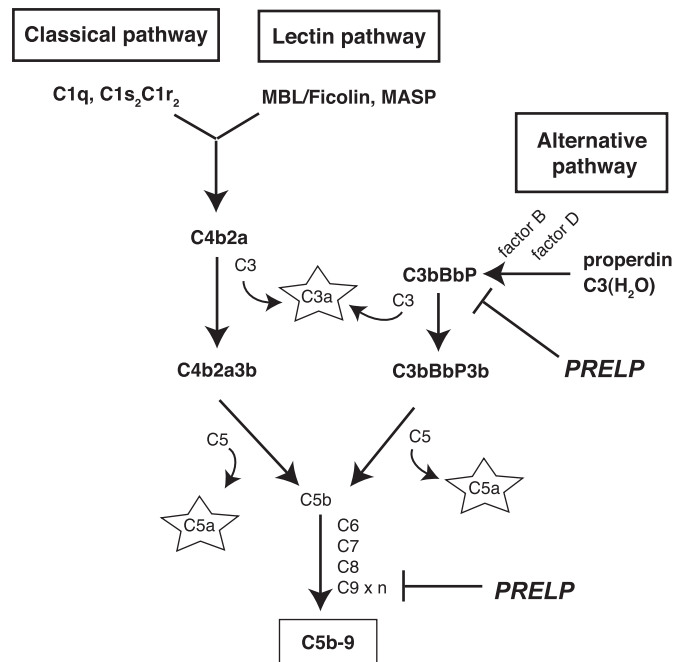 Classical pathway
Lectin pathway
C1q, C1s₂C1r₂
MBL/Ficolin, MASP
Alternative
pathway
factor B
factor D
properdin
C3(H₂O)
C4b2a
C3
C3a
C3
C3bBbP
PRELP
C4b2a3b
C3bBbP3b
C5
C5
C5a
C5b
C5a
C6
C7
C8
C9 x n
PRELP
C5b-9